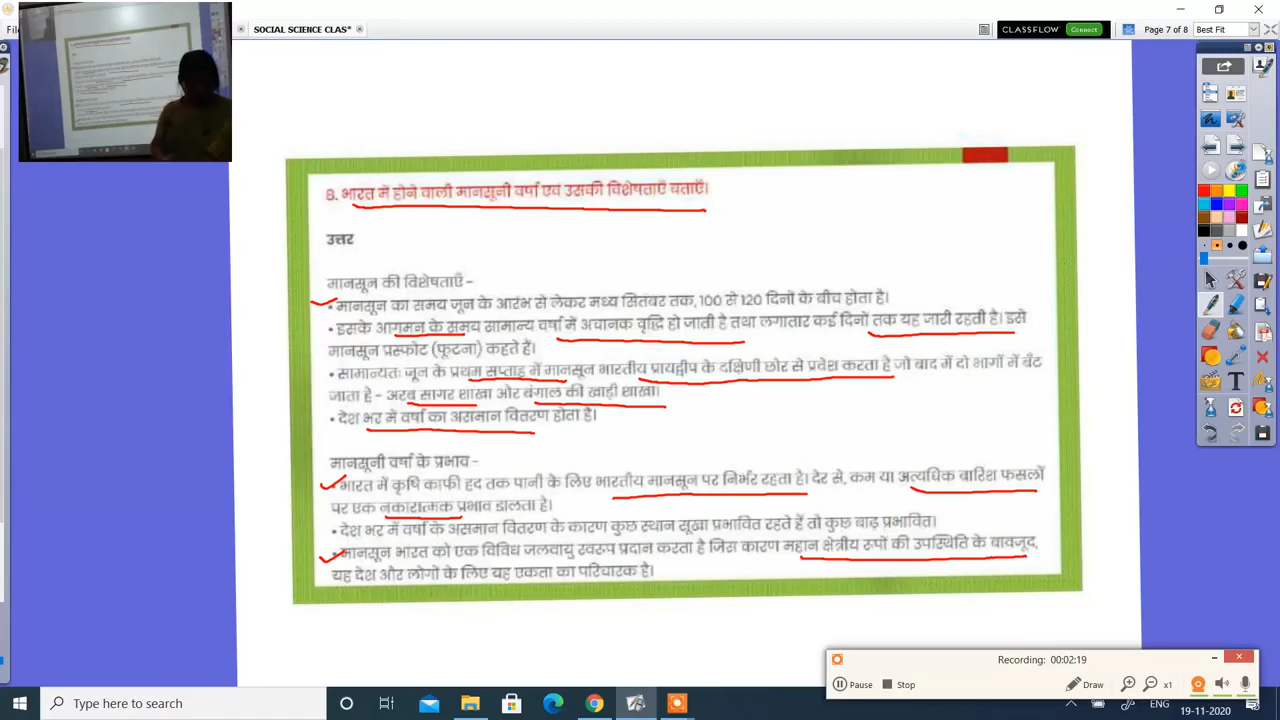 File
SOCIAL SCIENCE CLAS*
CLASSFLOW Connect
Page 7 of 8
Best Fit
8. भारत में होने वाली मानसूनी वर्षा एवं उसकी विशेषताएँ बताएँ।
उत्तर
मानसून की विशेषताएँ -
• मानसून का समय जून के आरंभ से लेकर मध्य सितंबर तक, 100 से 120 दिनों के बीच होता है।
• इसके आगमन के समय सामान्य वर्षा में अचानक वृद्धि हो जाती है तथा लगातार कई दिनों तक यह जारी रहती है। इसे
मानसून प्रस्फोट (फूटना) कहते हैं।
• सामान्यतः जून के प्रथम सप्ताह में मानसून भारतीय प्रायद्वीप के दक्षिणी छोर से प्रवेश करता है जो बाद में दो भागों में बँट
जाता है - अरब सागर शाखा और बंगाल की खाड़ी शाखा।
• देश भर में वर्षा का असमान वितरण होता है।
मानसूनी वर्षा के प्रभाव -
• भारत में कृषि काफी हद तक पानी के लिए भारतीय मानसून पर निर्भर रहता है। देर से, कम या अत्यधिक बारिश फसलों
पर एक नकारात्मक प्रभाव डालता है।
• देश भर में वर्षा के असमान वितरण के कारण कुछ स्थान सूखा प्रभावित रहते हैं तो कुछ बाढ़ प्रभावित।
• मानसून भारत को एक विविध जलवायु स्वरूप प्रदान करता है जिस कारण महान क्षेत्रीय रूपों की उपस्थिति के बावजूद,
यह देश और लोगों के लिए यह एकता का परिचारक है।
Recording: 00:02:19
Pause
Stop
Draw
x1
Type here to search
ENG
19-11-2020